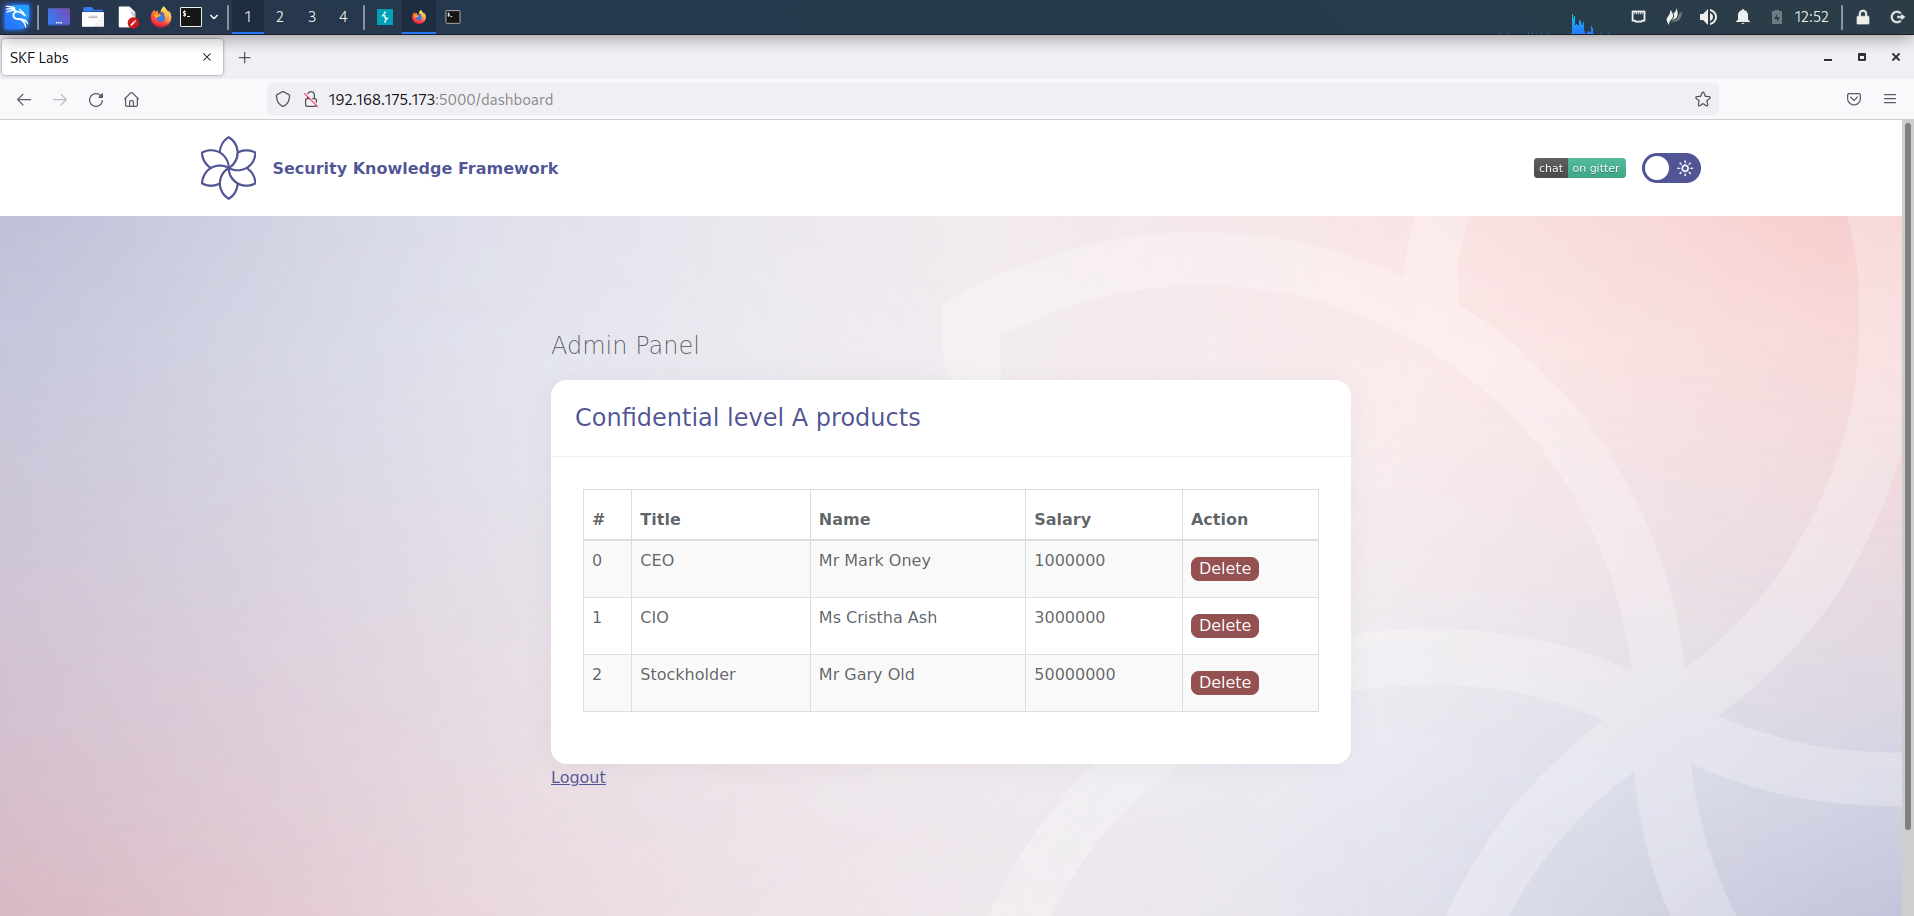 1 2 3 4 12:52
SKF Labs
192.168.175.173:5000/dashboard
Security Knowledge Framework
chat on gitter
Admin Panel
Confidential level A products
# Title Name Salary Action
0 CEO Mr Mark Oney 1000000 Delete
1 CIO Ms Cristha Ash 3000000 Delete
2 Stockholder Mr Gary Old 50000000 Delete
Logout